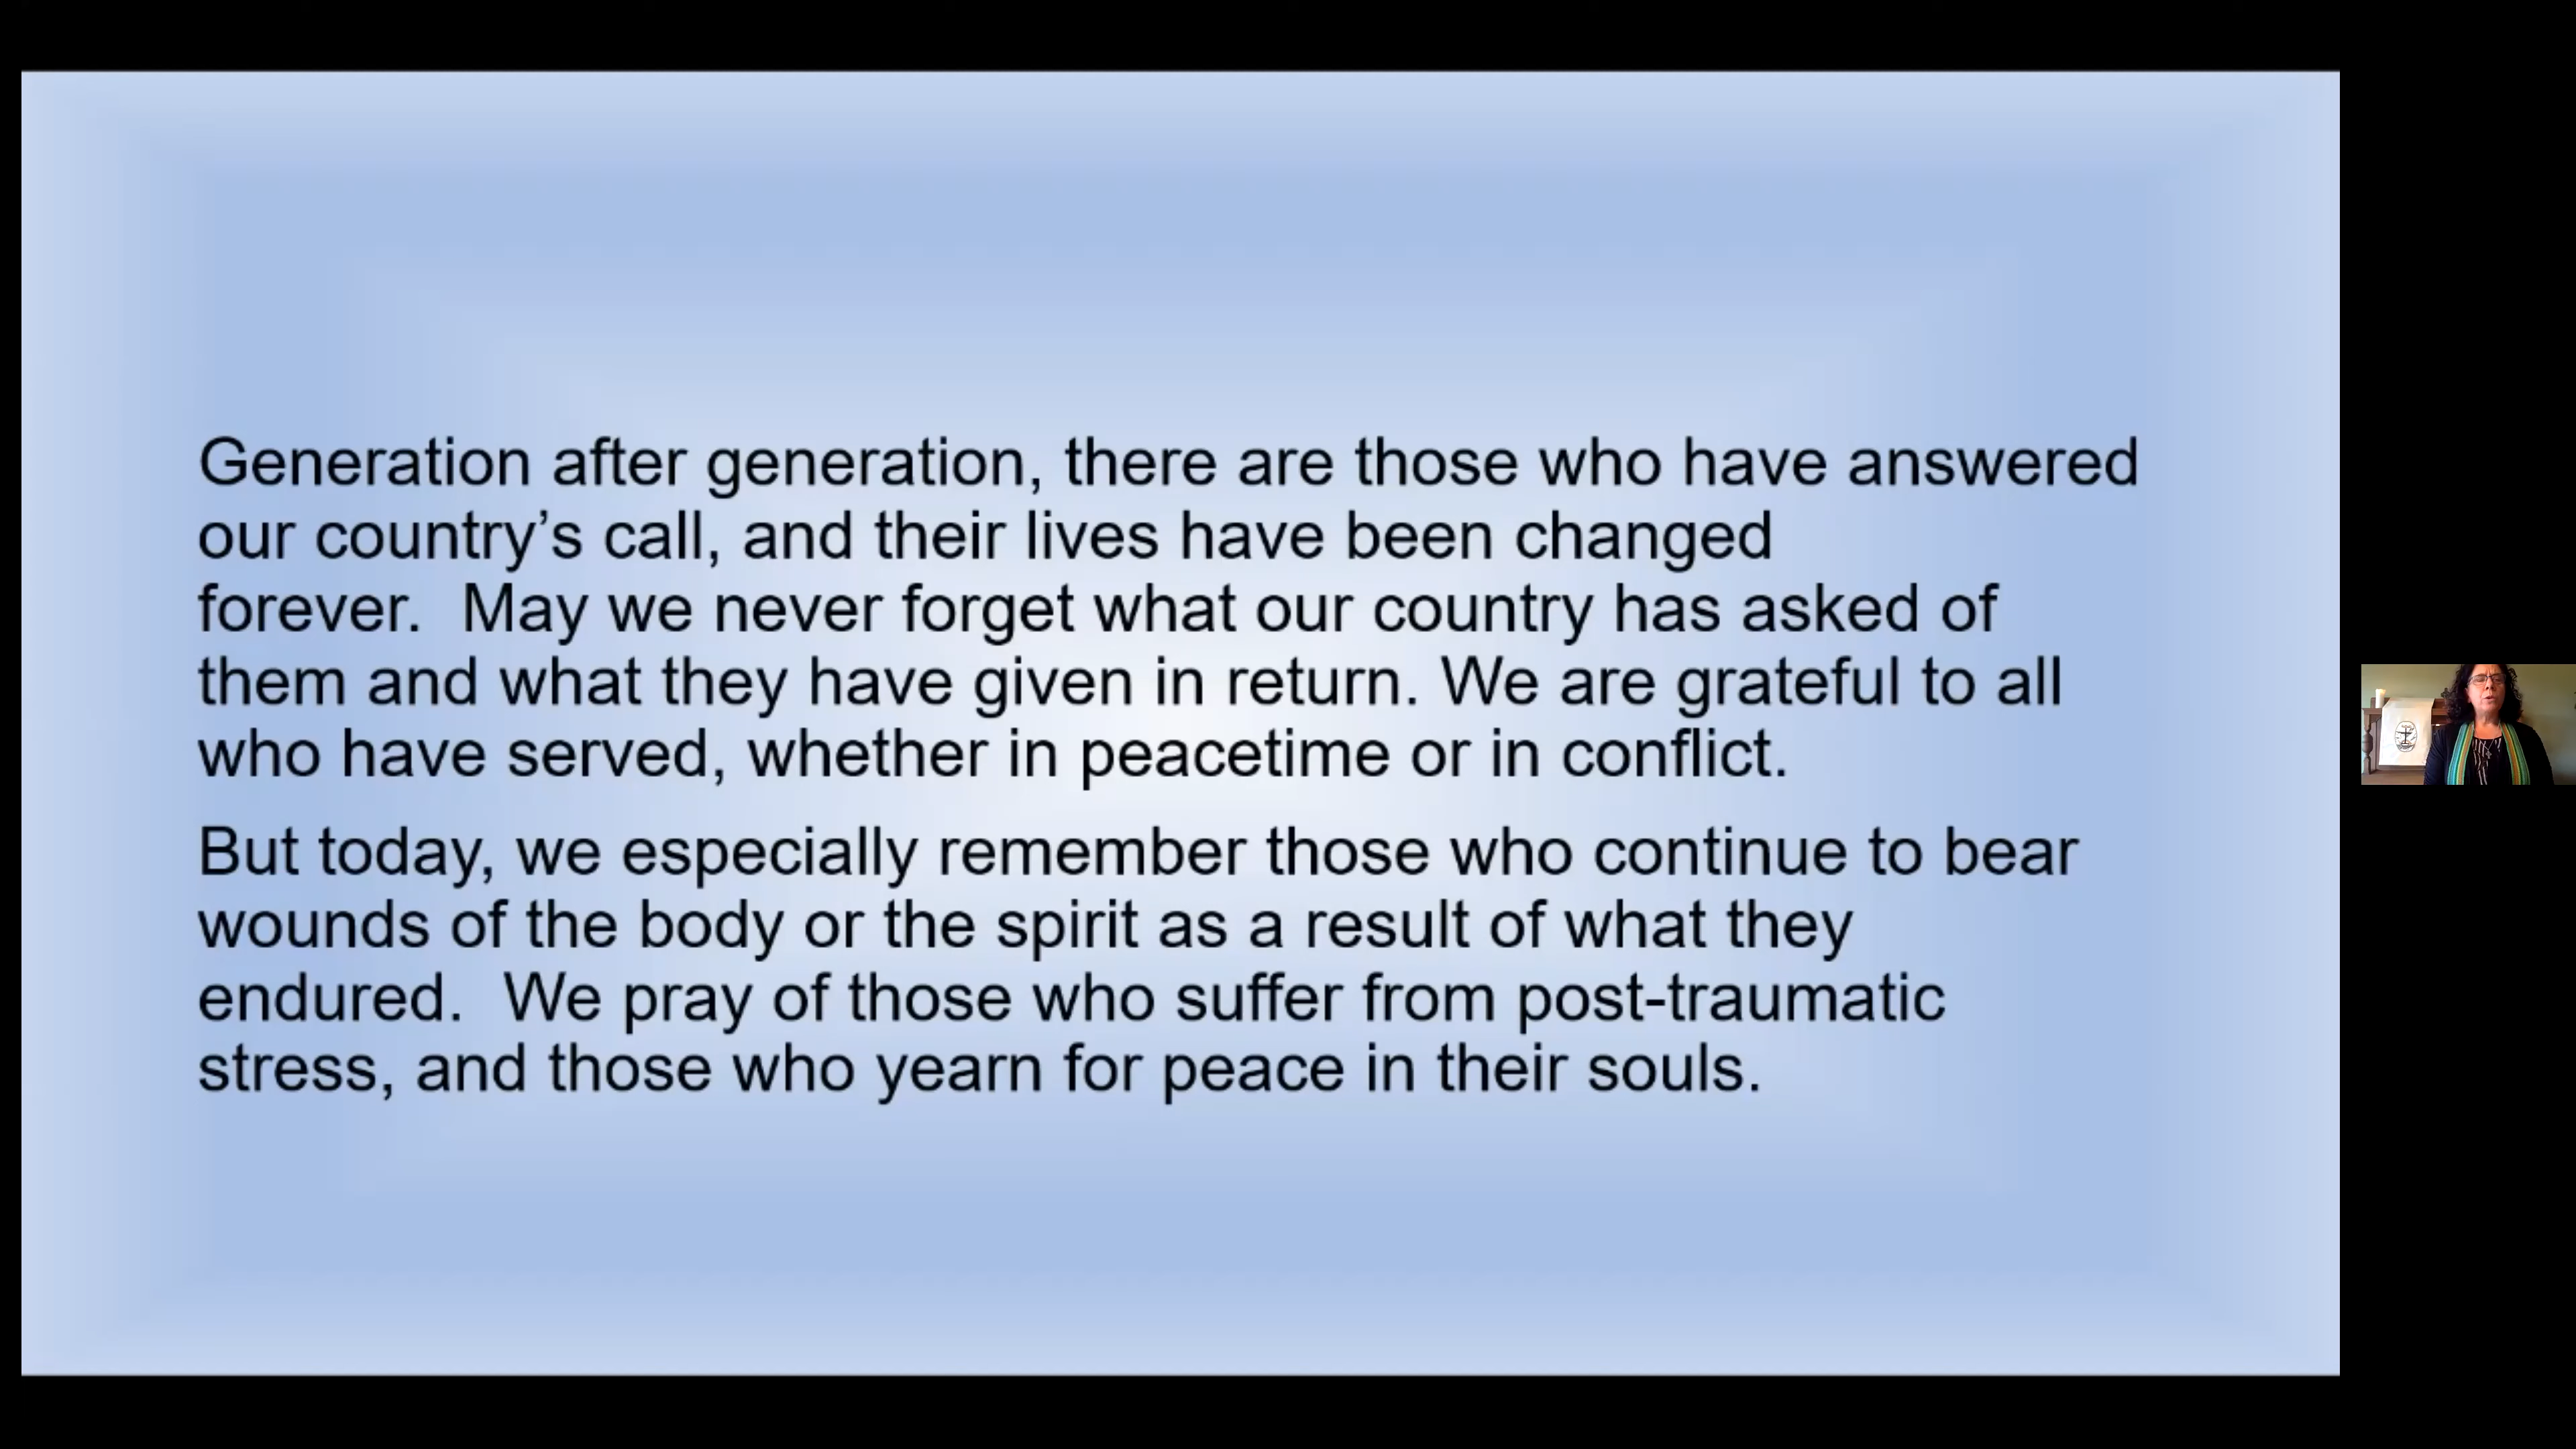 Generation after generation, there are those who have answered
our country’s call, and their lives have been changed
forever.  May we never forget what our country has asked of
them and what they have given in return. We are grateful to all
who have served, whether in peacetime or in conflict.
But today, we especially remember those who continue to bear
wounds of the body or the spirit as a result of what they
endured.  We pray of those who suffer from post-traumatic
stress, and those who yearn for peace in their souls.